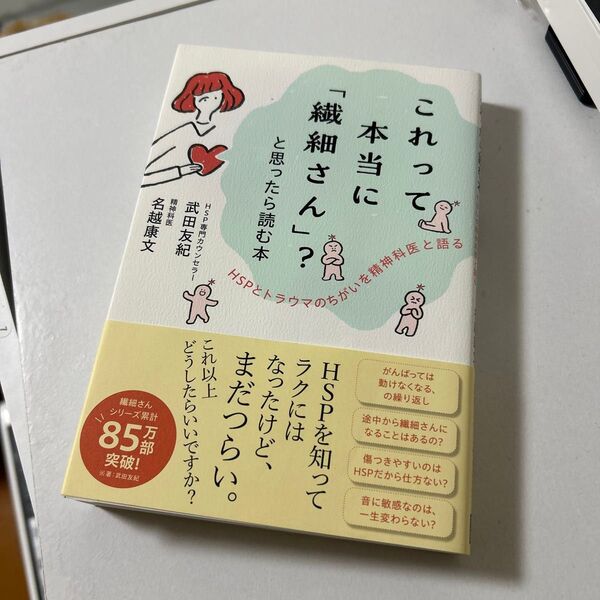 これって
本当に
「繊細さん」?
と思ったら読む本
HSPとトラウマのちがいを精神科医と語る
HSP専門カウンセラー
武田友紀
精神科医
名越康文
HSPを知って
ラクには
なったけど、
まだつらい。
これ以上
どうしたらいいですか?
がんばっては
動けなくなる、
の繰り返し
途中から繊細さんに
なることはあるの?
傷つきやすいのは
HSPだから仕方ない?
音に敏感なのは、
一生変わらない?
繊細さん
シリーズ累計
85万部
突破!
※著:武田友紀